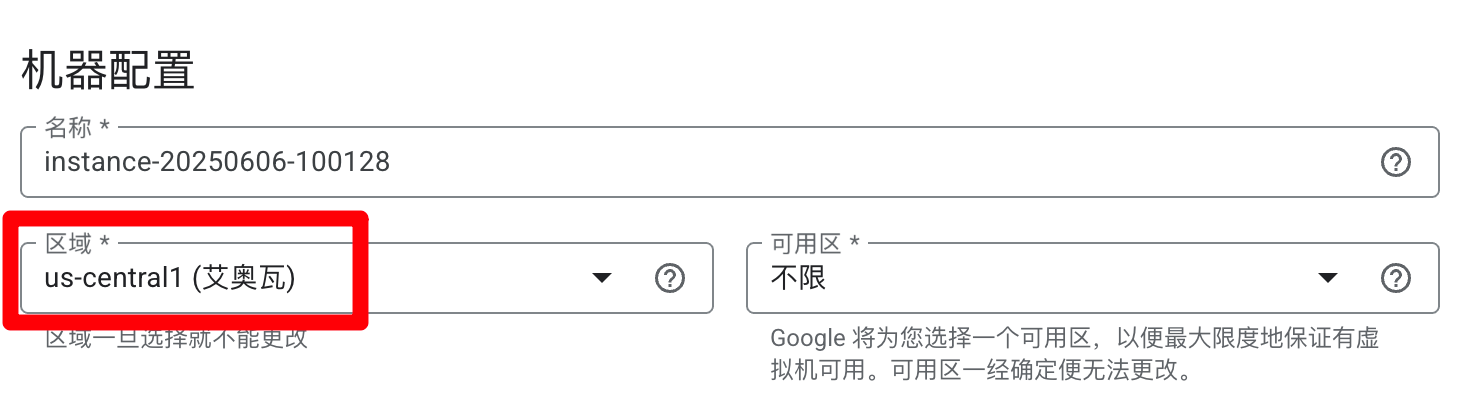 机器配置
名称 *
instance-20250606-100128
区域 *
us-central1 (艾奥瓦)
区域一旦选择就不能更改
可用区 *
不限
Google 将为您选择一个可用区，以便最大限度地保证有虚
拟机可用。可用区一经确定便无法更改。